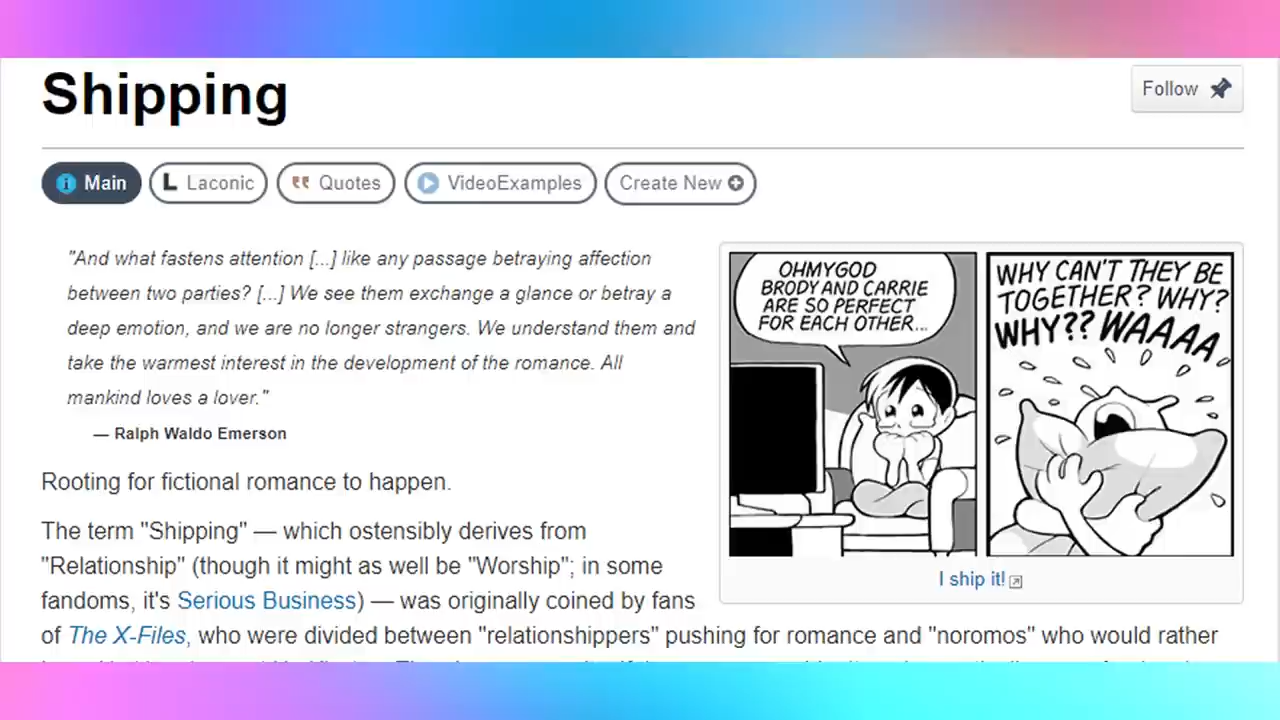 Shipping
Follow
Main
Laconic
Quotes
VideoExamples
Create New
"And what fastens attention [...] like any passage betraying affection
between two parties? [...] We see them exchange a glance or betray a
deep emotion, and we are no longer strangers. We understand them and
take the warmest interest in the development of the romance. All
mankind loves a lover."
— Ralph Waldo Emerson
OHMYGOD
BRODY AND CARRIE
ARE SO PERFECT
FOR EACH OTHER...
WHY CAN'T THEY BE
TOGETHER? WHY?
WHY?? WAAAA
I ship it!
Rooting for fictional romance to happen.
The term "Shipping" — which ostensibly derives from
"Relationship" (though it might as well be "Worship"; in some
fandoms, it's Serious Business) — was originally coined by fans
of The X-Files, who were divided between "relationshippers" pushing for romance and "noromos" who would rather